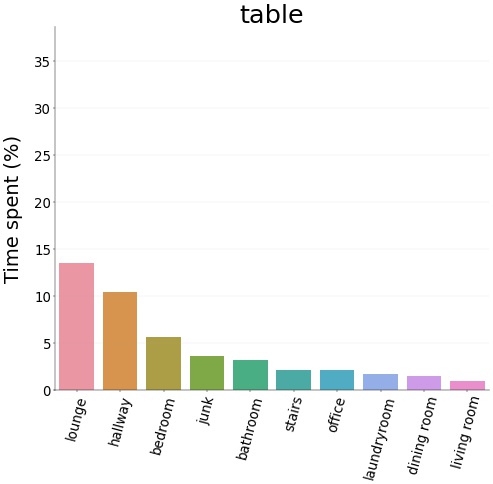 table
Time spent (%)
35
30
25
20
15
10
5
0
lounge
hallway
bedroom
junk
bathroom
stairs
office
laundryroom
dining room
living room